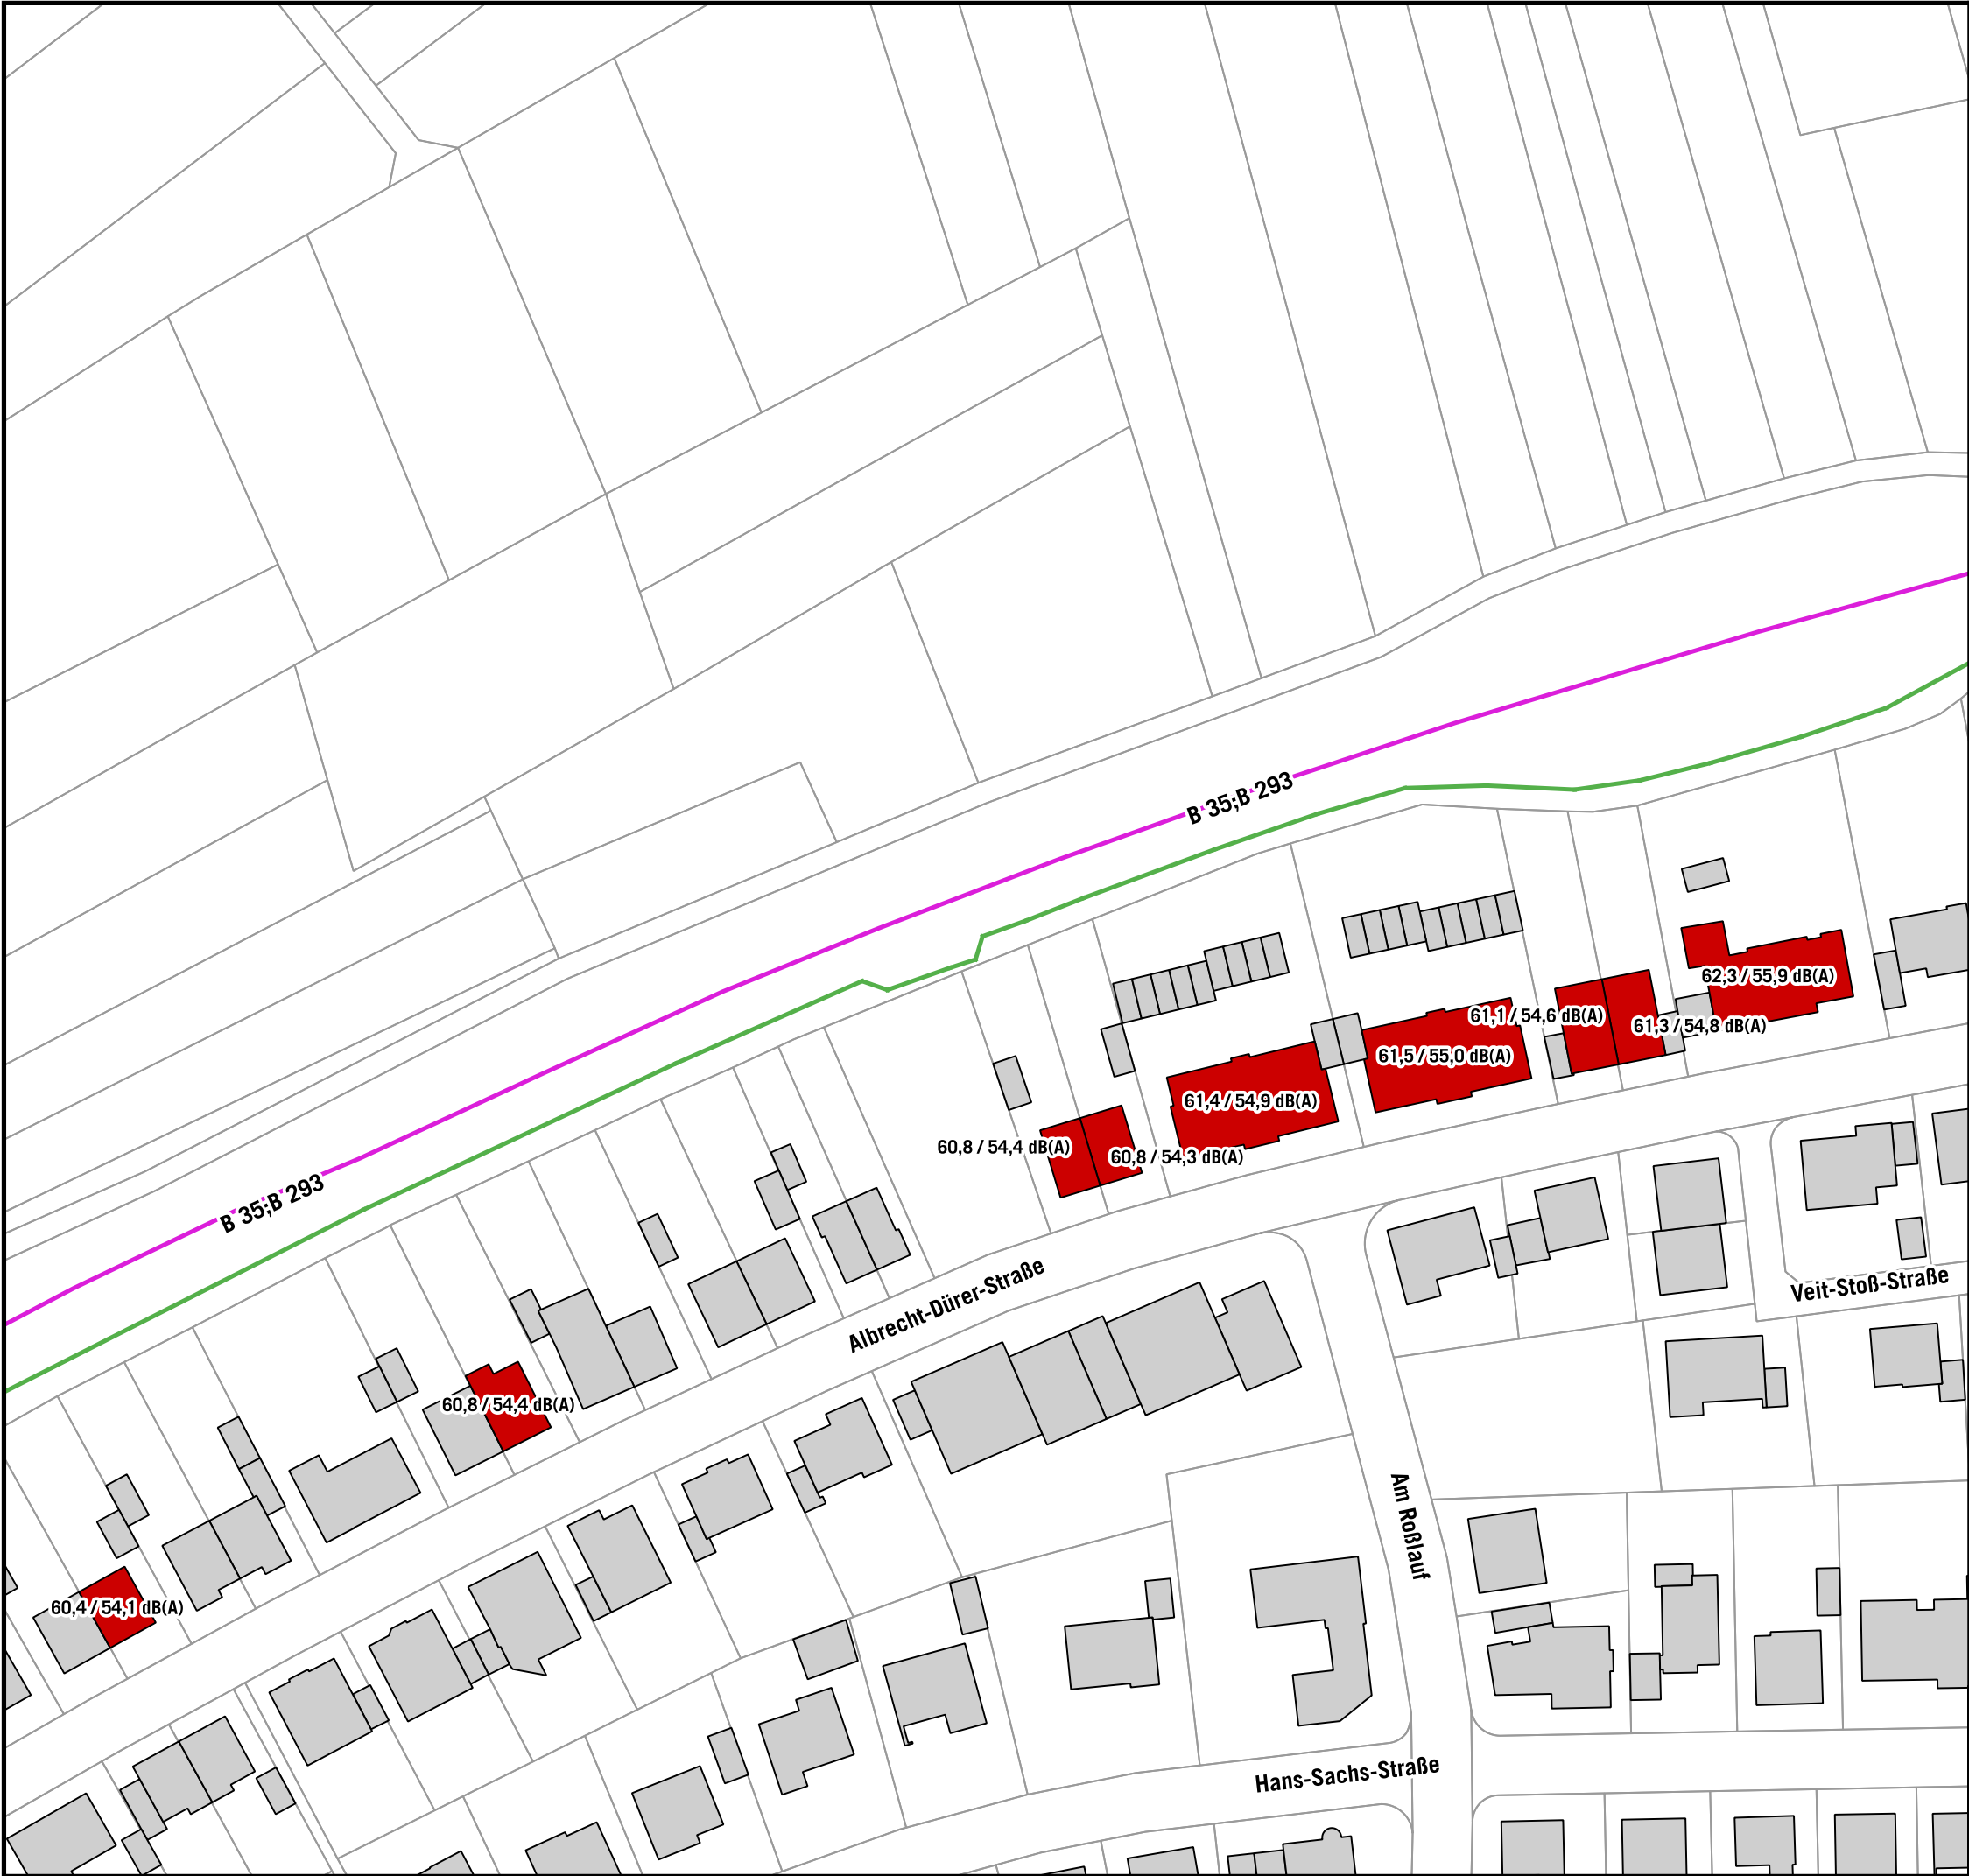 B 35;B 293
62,3 / 55,9 dB(A)
61,1 / 54,6 dB(A)
61,3 / 54,8 dB(A)
61,5 / 55,0 dB(A)
61,4 / 54,9 dB(A)
60,8 / 54,4 dB(A)
60,8 / 54,3 dB(A)
B 35;B 293
Albrecht-Dürer-Straße
Veit-Stoß-Straße
60,8 / 54,4 dB(A)
Am Roßlauf
60,4 / 54,1 dB(A)
Hans-Sachs-Straße